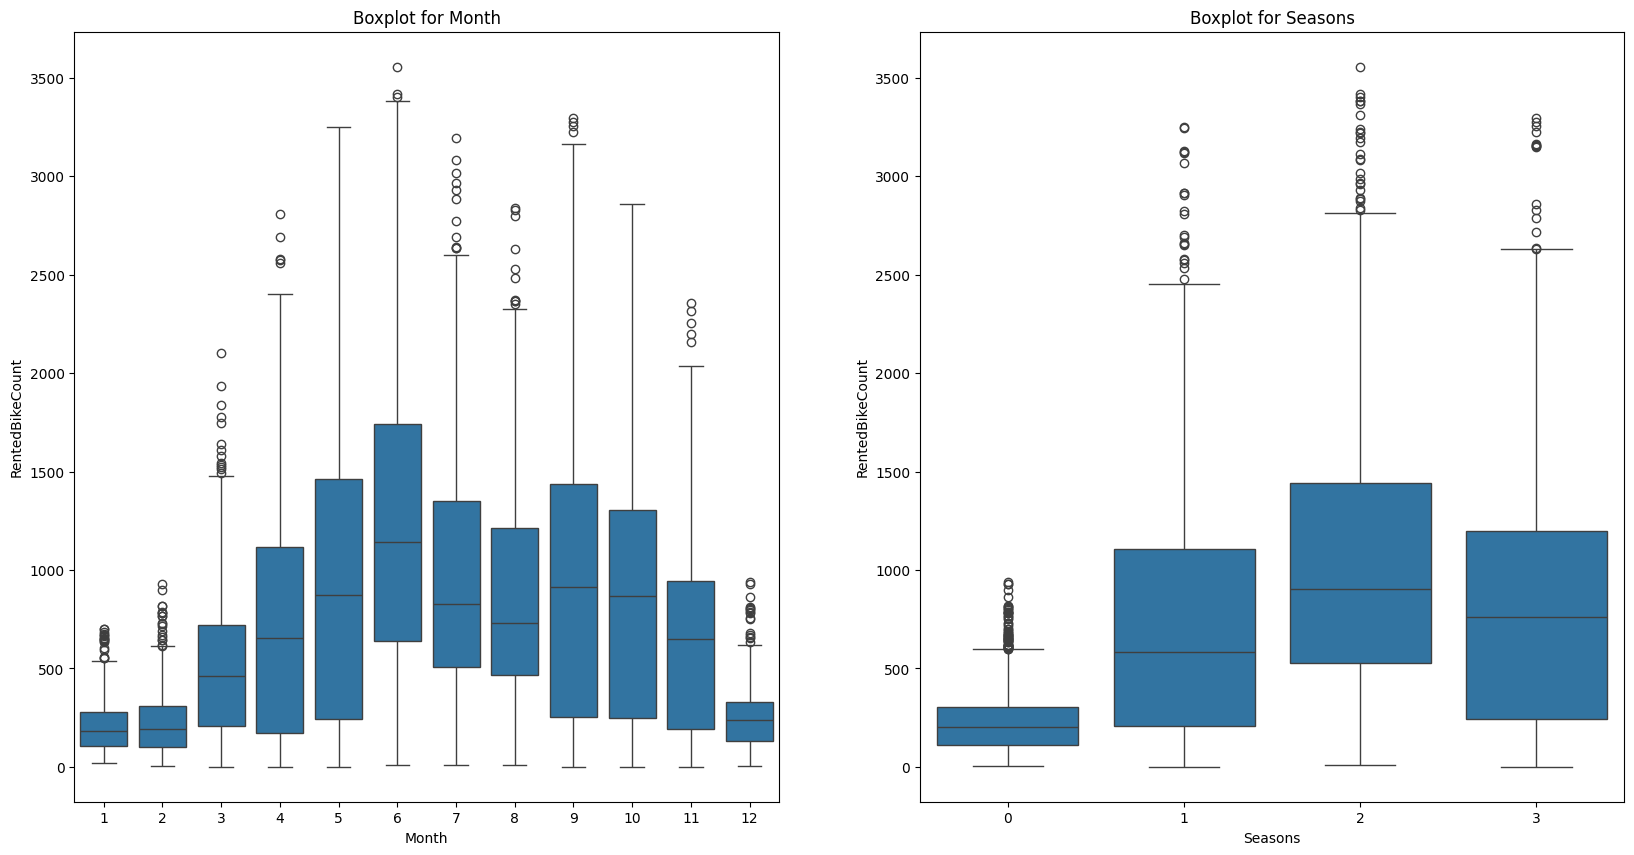 Boxplot for Month
RentedBikeCount
3500
3000
2500
2000
1500
1000
500
0
1 2 3 4 5 6 7 8 9 10 11 12
Month
Boxplot for Seasons
RentedBikeCount
3500
3000
2500
2000
1500
1000
500
0
0 1 2 3
Seasons